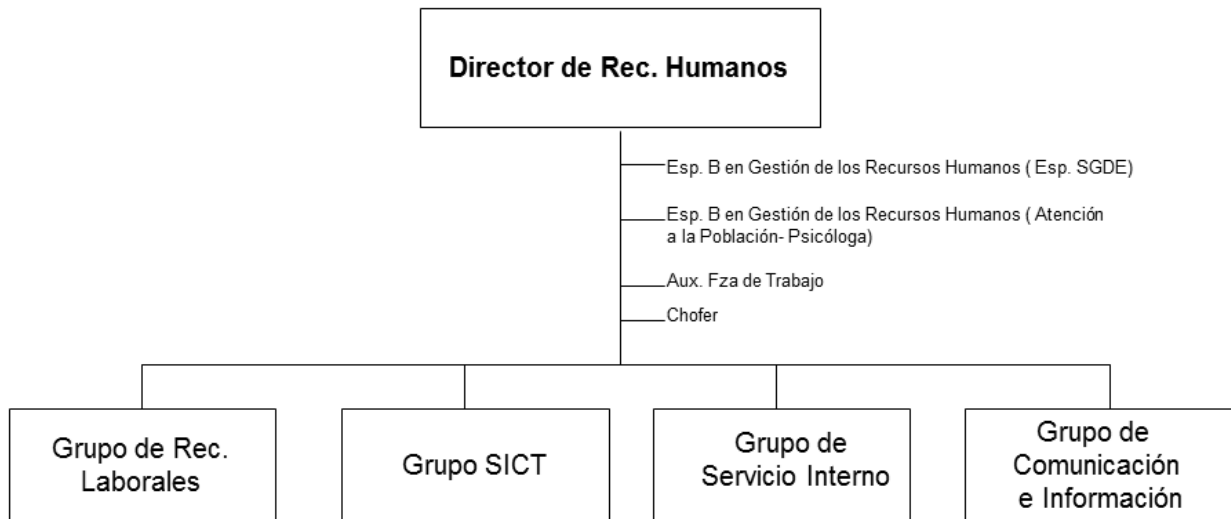 Director de Rec. Humanos
Esp. B en Gestión de los Recursos Humanos ( Esp. SGDE)
Esp. B en Gestión de los Recursos Humanos ( Atención
a la Población- Psicóloga)
Aux. Fza de Trabajo
Chofer
Grupo de Rec.
Laborales
Grupo SICT
Grupo de
Servicio Interno
Grupo de
Comunicación
e Información